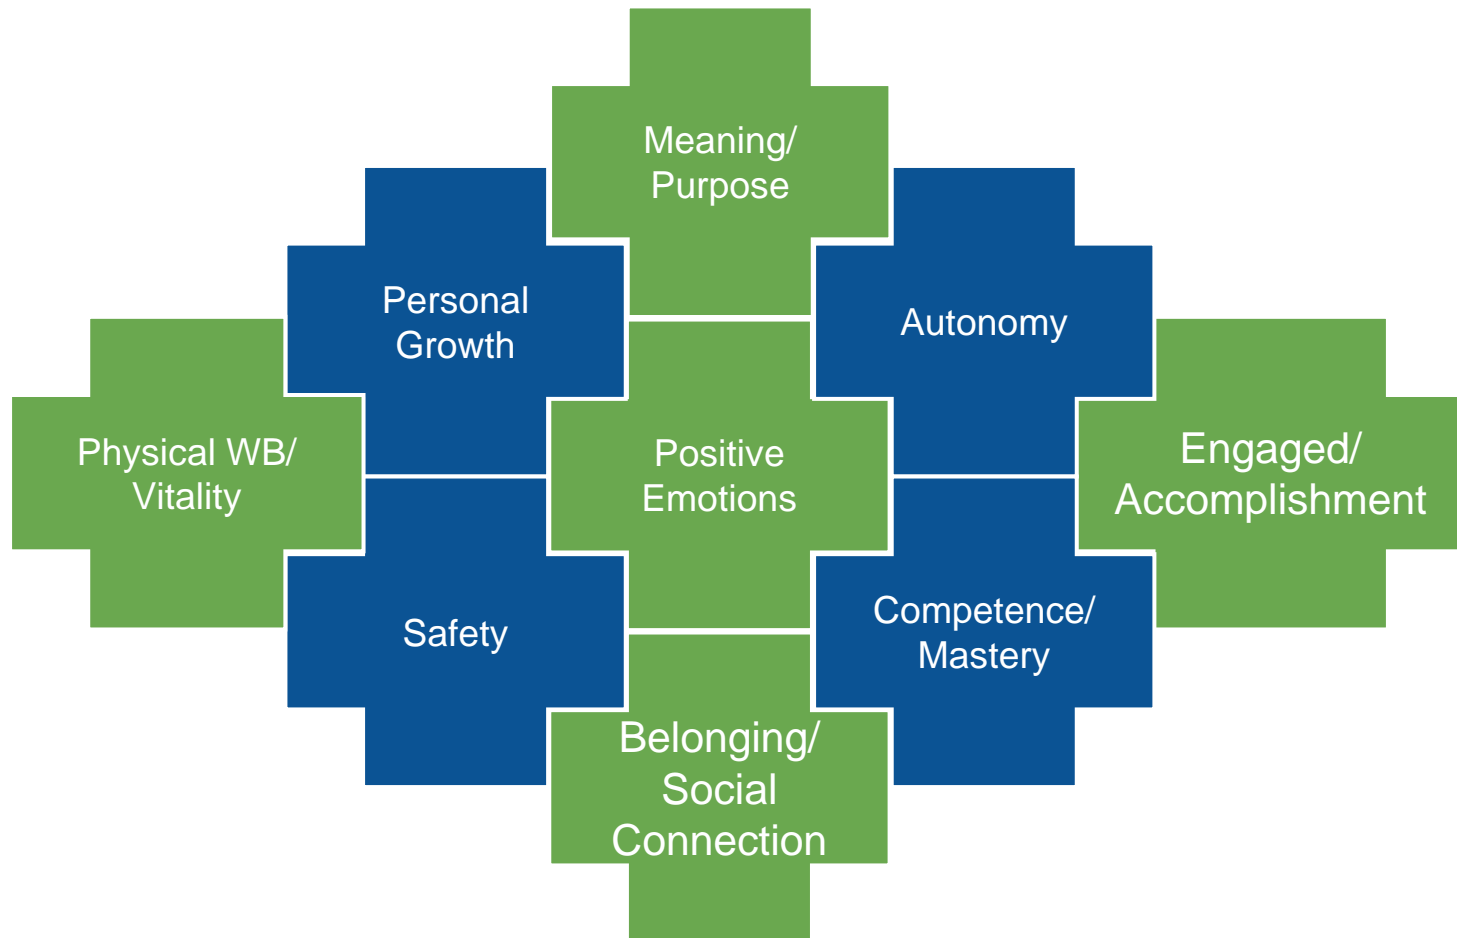 Meaning/
Purpose
Personal
Growth
Autonomy
Physical WB/
Vitality
Positive
Emotions
Engaged/
Accomplishment
Safety
Competence/
Mastery
Belonging/
Social
Connection